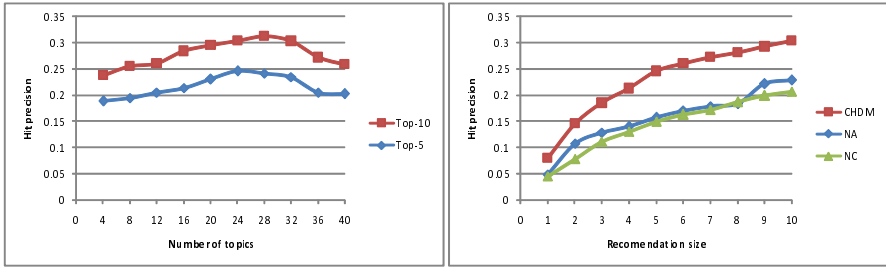 0.35
0.3
0.25
0.2
0.15
0.1
0.05
0
Hit precision
0 4 8 12 16 20 24 28 32 36 40
Number of topics
Top-10
Top-5
0.35
0.3
0.25
0.2
0.15
0.1
0.05
0
Hit precision
0 1 2 3 4 5 6 7 8 9 10
Recomendation size
CHDM
NA
NC